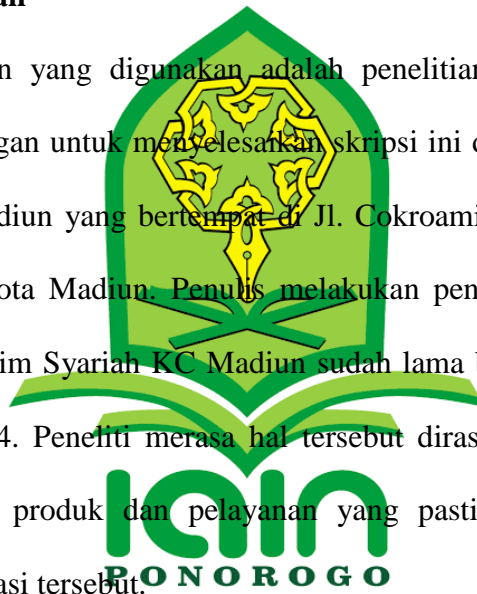 n yang digunakan adalah penelitian
gan untuk menyelesaikan skripsi ini
diun yang bertempat di Jl. Cokroami
ota Madiun. Penulis melakukan pen
im Syariah KC Madiun sudah lama
4. Peneliti merasa hal tersebut diras
produk dan pelayanan yang pasti
asi tersebut.
iain
PONOROGO